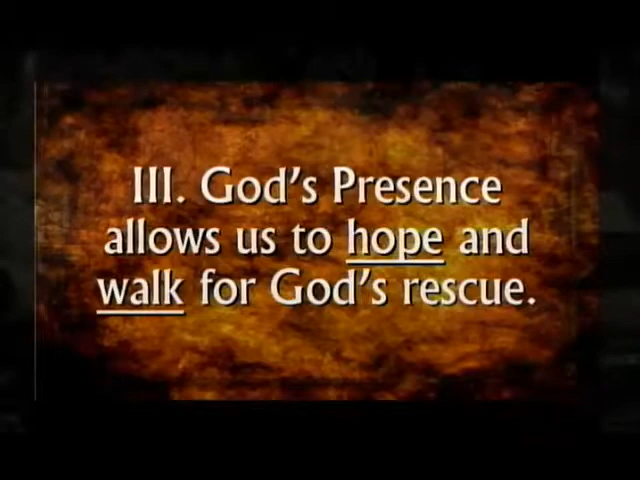 III. God's Presence
allows us to hope and
walk for God's rescue.